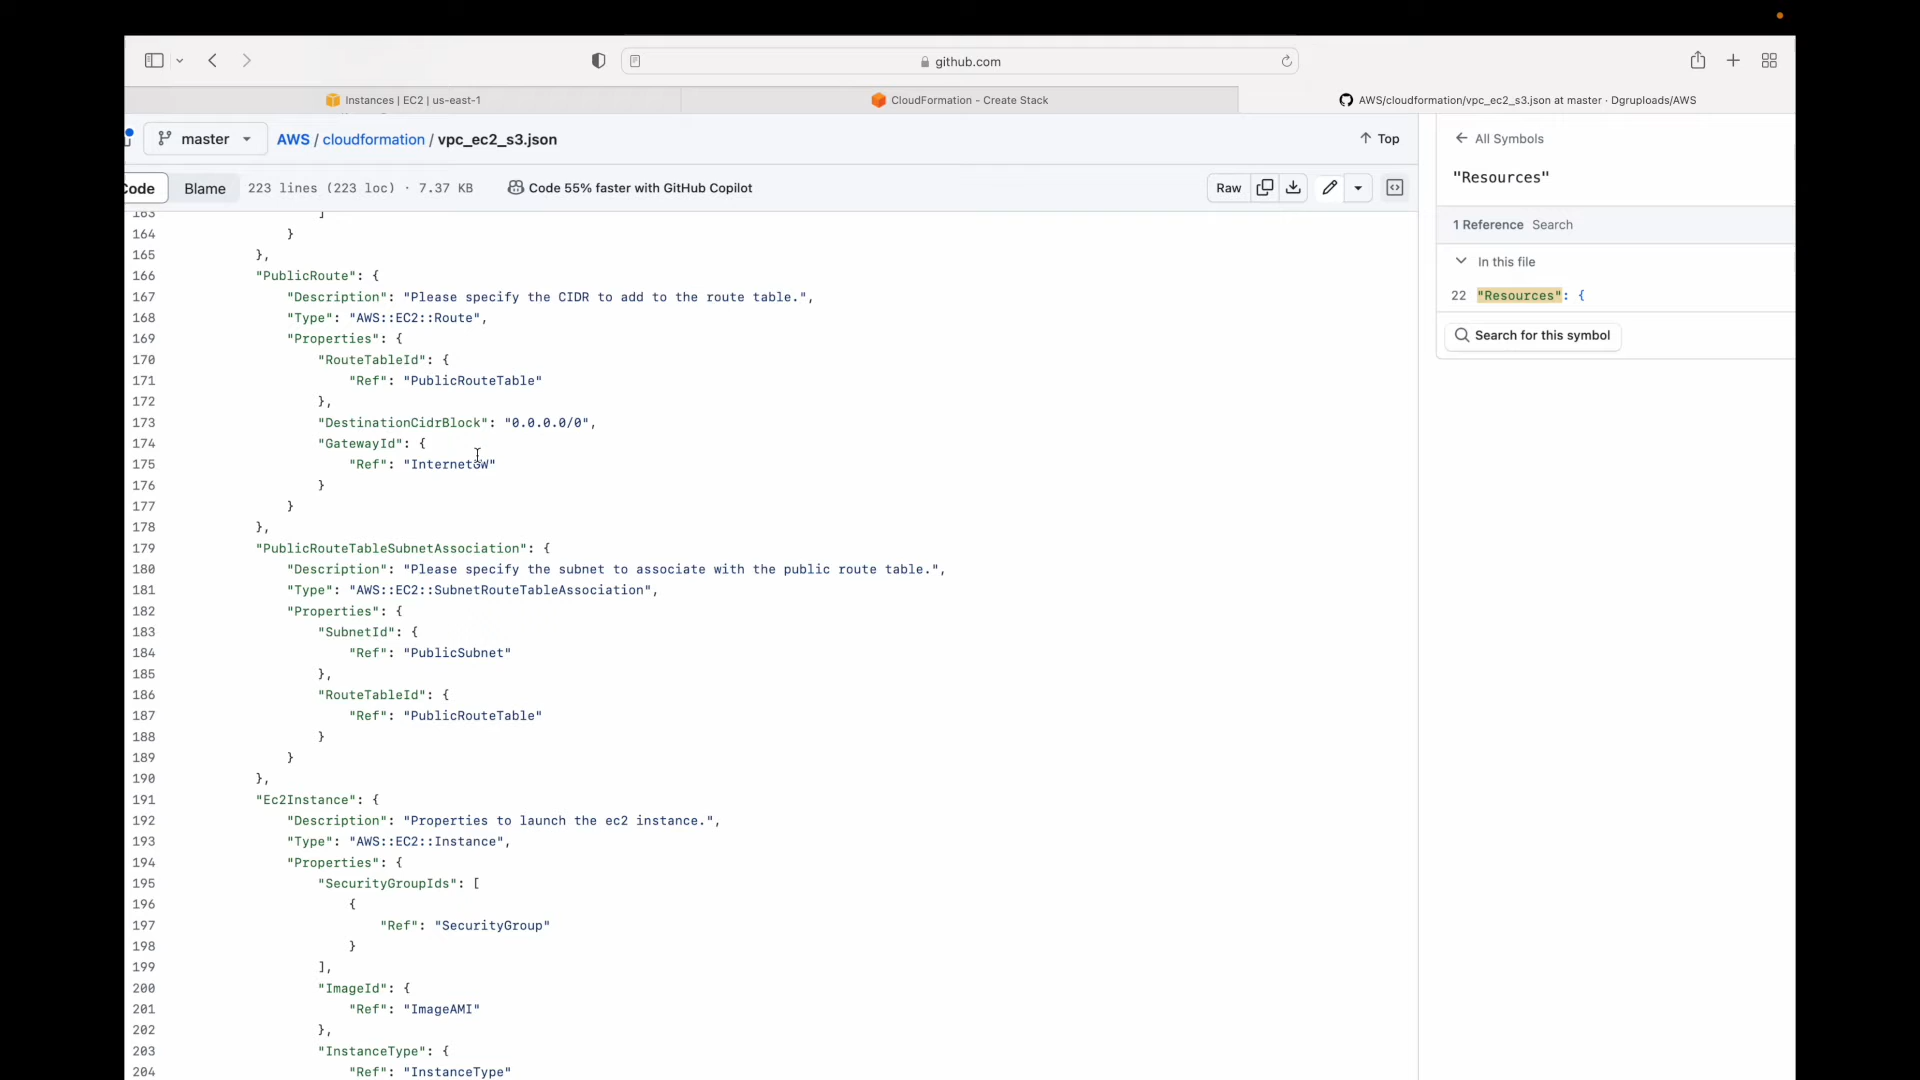 github.com
Instances | EC2 | us-east-1
CloudFormation - Create Stack
AWS/cloudformation/vpc_ec2_s3.json at master · Dgruploads/AWS
master
AWS / cloudformation / vpc_ec2_s3.json
Top
Code
Blame
223 lines (223 loc) · 7.37 KB
Code 55% faster with GitHub Copilot
Raw
163 ]
164 }
165 },
166 "PublicRoute": {
167 "Description": "Please specify the CIDR to add to the route table.",
168 "Type": "AWS::EC2::Route",
169 "Properties": {
170 "RouteTableId": {
171 "Ref": "PublicRouteTable"
172 },
173 "DestinationCidrBlock": "0.0.0.0/0",
174 "GatewayId": {
175 "Ref": "InternetGW"
176 }
177 }
178 },
179 "PublicRouteTableSubnetAssociation": {
180 "Description": "Please specify the subnet to associate with the public route table.",
181 "Type": "AWS::EC2::SubnetRouteTableAssociation",
182 "Properties": {
183 "SubnetId": {
184 "Ref": "PublicSubnet"
185 },
186 "RouteTableId": {
187 "Ref": "PublicRouteTable"
188 }
189 }
190 },
191 "Ec2Instance": {
192 "Description": "Properties to launch the ec2 instance.",
193 "Type": "AWS::EC2::Instance",
194 "Properties": {
195 "SecurityGroupIds": [
196 {
197 "Ref": "SecurityGroup"
198 }
199 ],
200 "ImageId": {
201 "Ref": "ImageAMI"
202 },
203 "InstanceType": {
204 "Ref": "InstanceType"
All Symbols
"Resources"
1 Reference Search
In this file
22 "Resources": {
Search for this symbol